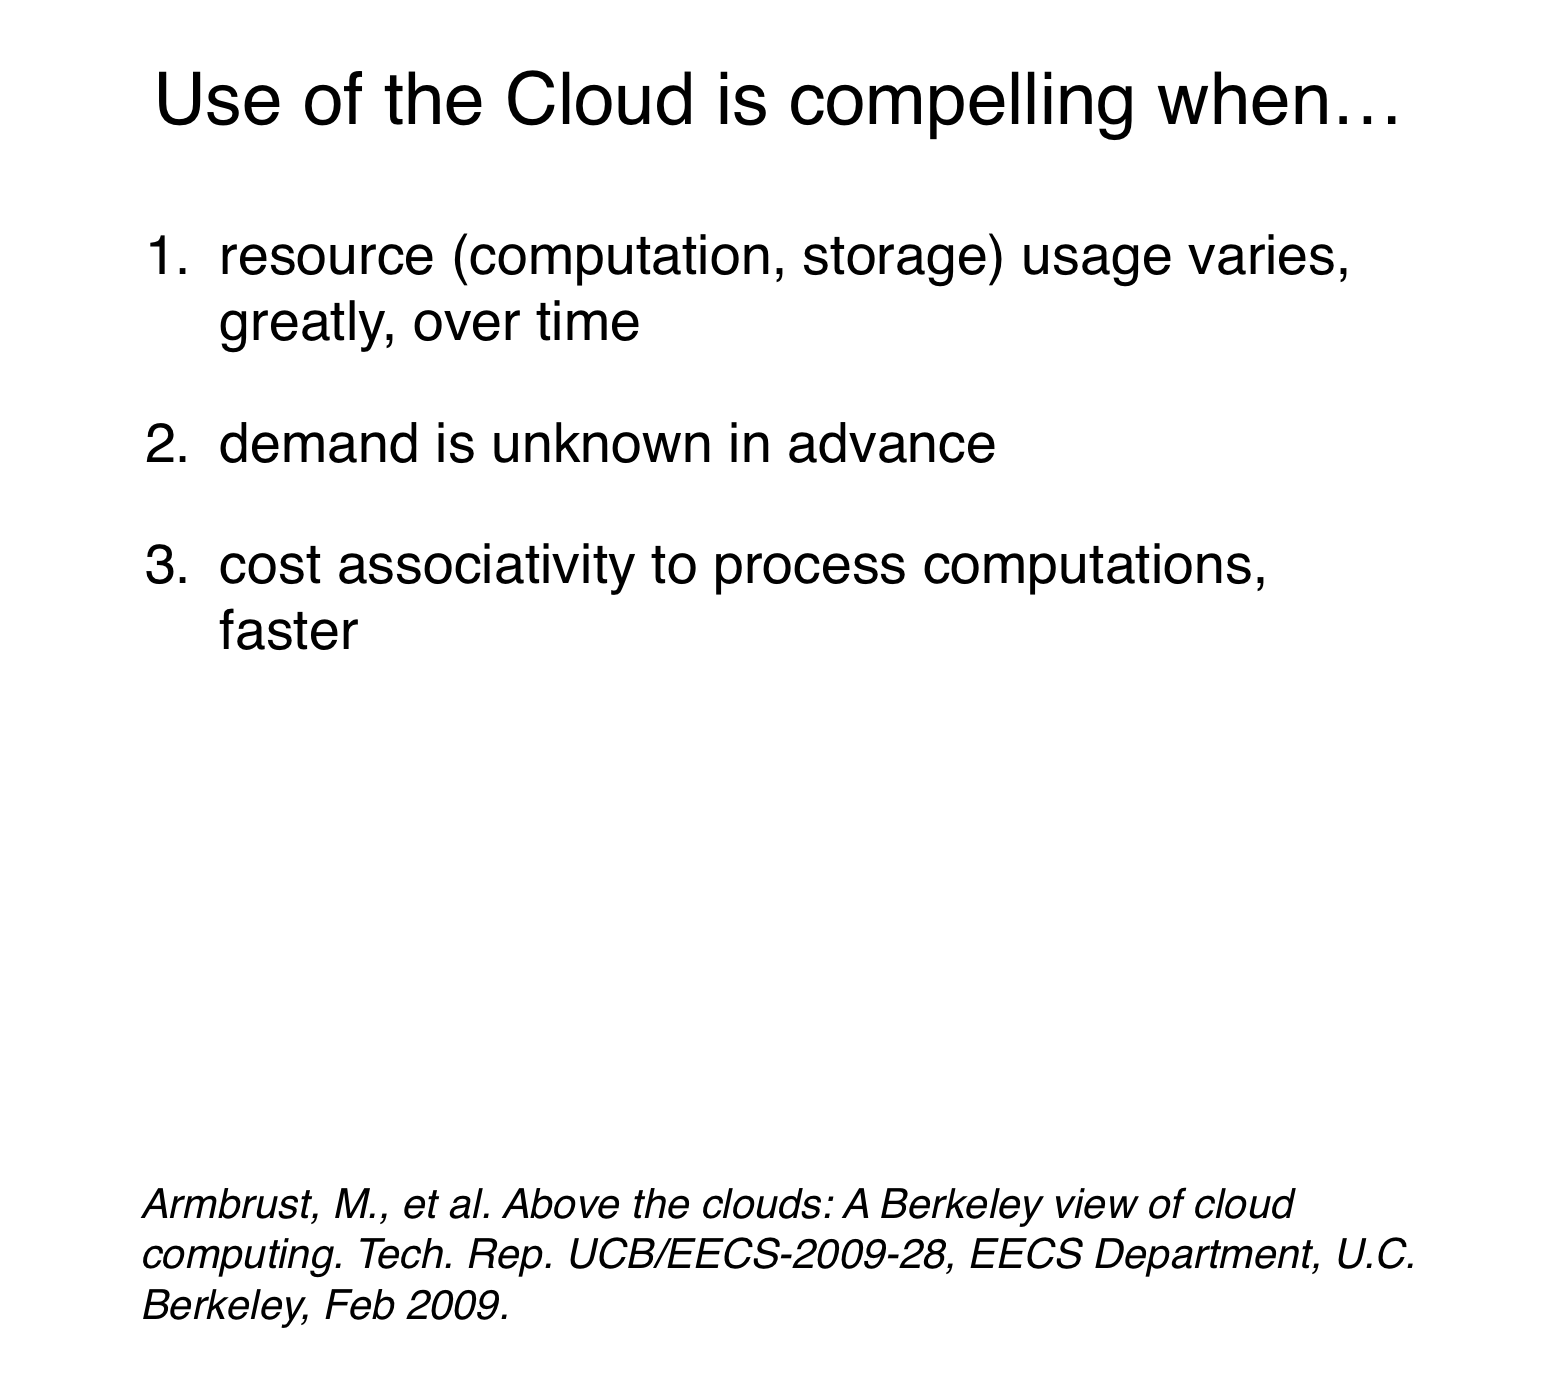 Use of the Cloud is compelling when…
1. resource (computation, storage) usage varies,
greatly, over time
2. demand is unknown in advance
3. cost associativity to process computations,
faster
Armbrust, M., et al. Above the clouds: A Berkeley view of cloud
computing. Tech. Rep. UCB/EECS-2009-28, EECS Department, U.C.
Berkeley, Feb 2009.